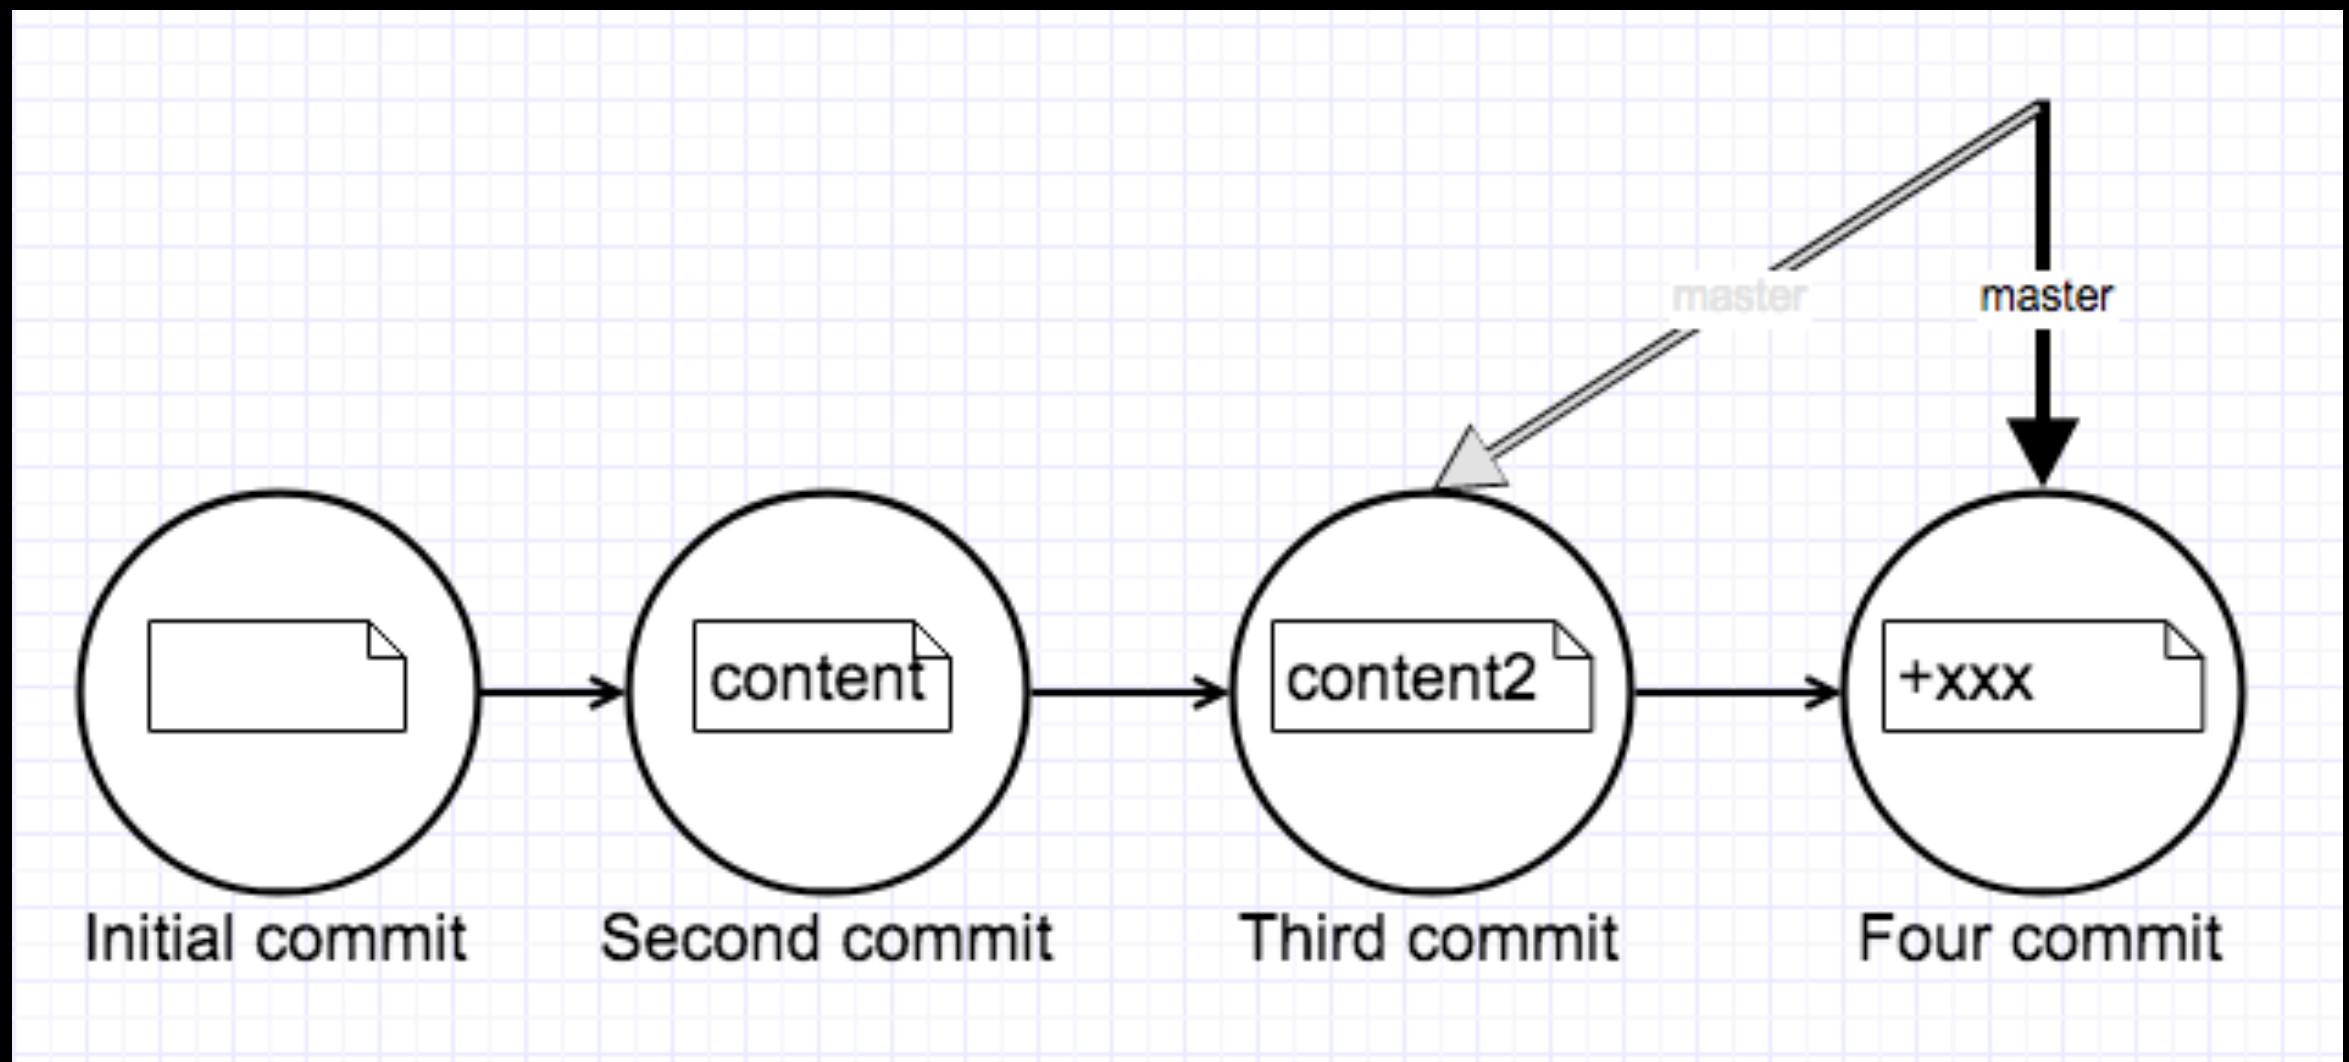 master
master
content
content2
+xxx
Initial commit
Second commit
Third commit
Four commit